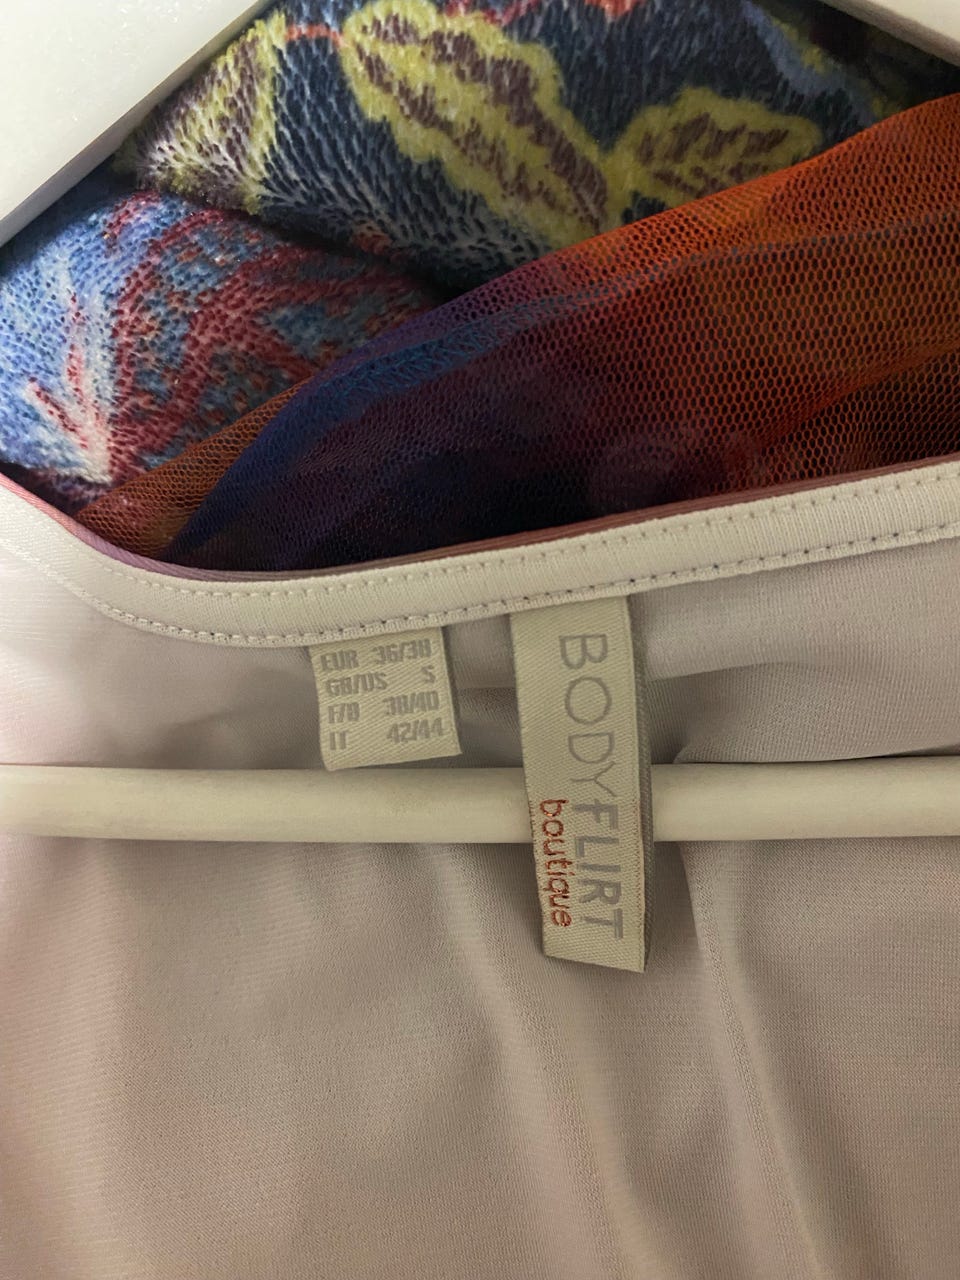 EUR 36/38
GB/US S
F/B 38/40
IT 42/44
BODYFLIRT
boutique